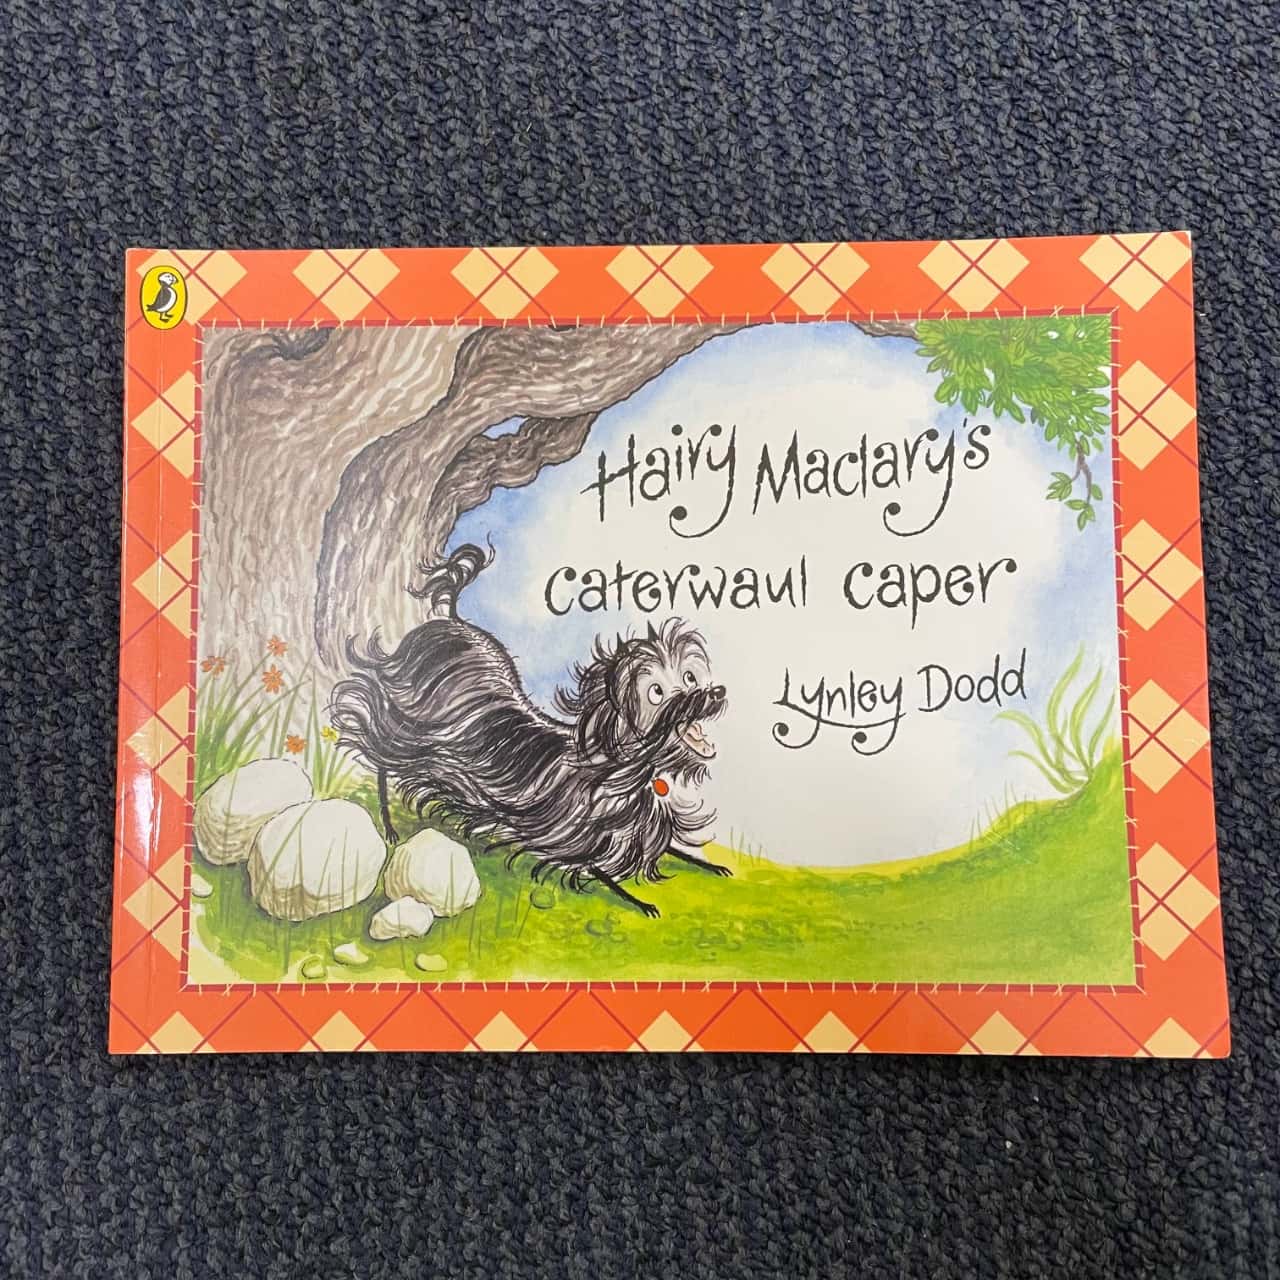 Hairy Maclary's
caterwaul caper
Lynley Dodd